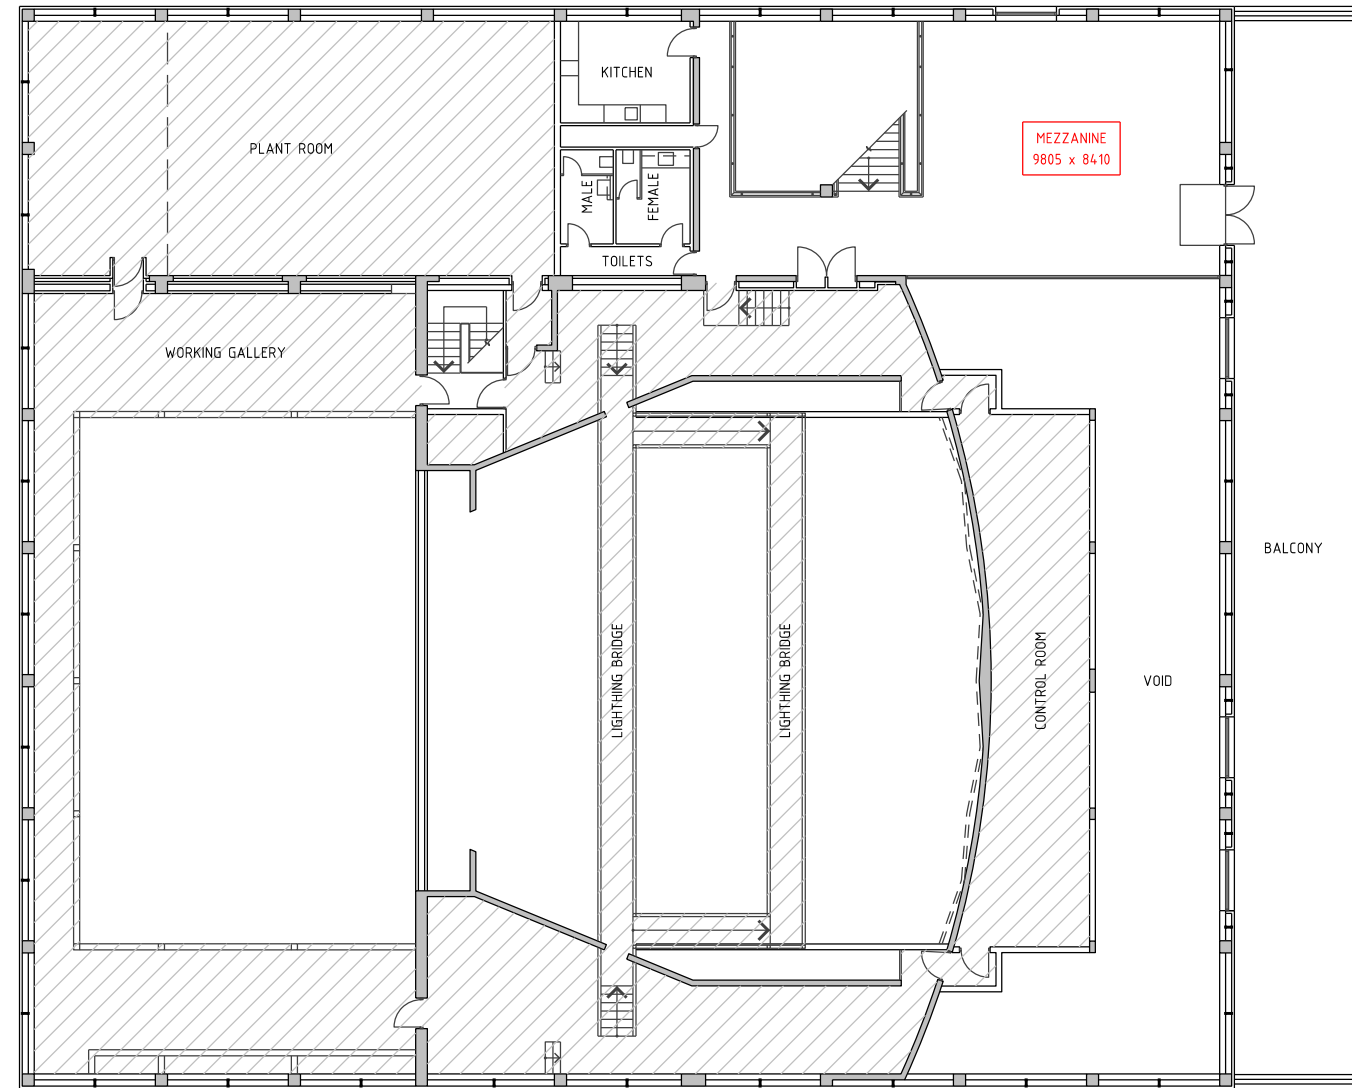 KITCHEN
MEZZANINE
9805 x 8410
PLANT ROOM
MALE
FEMALE
TOILETS
WORKING GALLERY
BALCONY
LIGHTHING BRIDGE
LIGHTHING BRIDGE
CONTROL ROOM
VOID